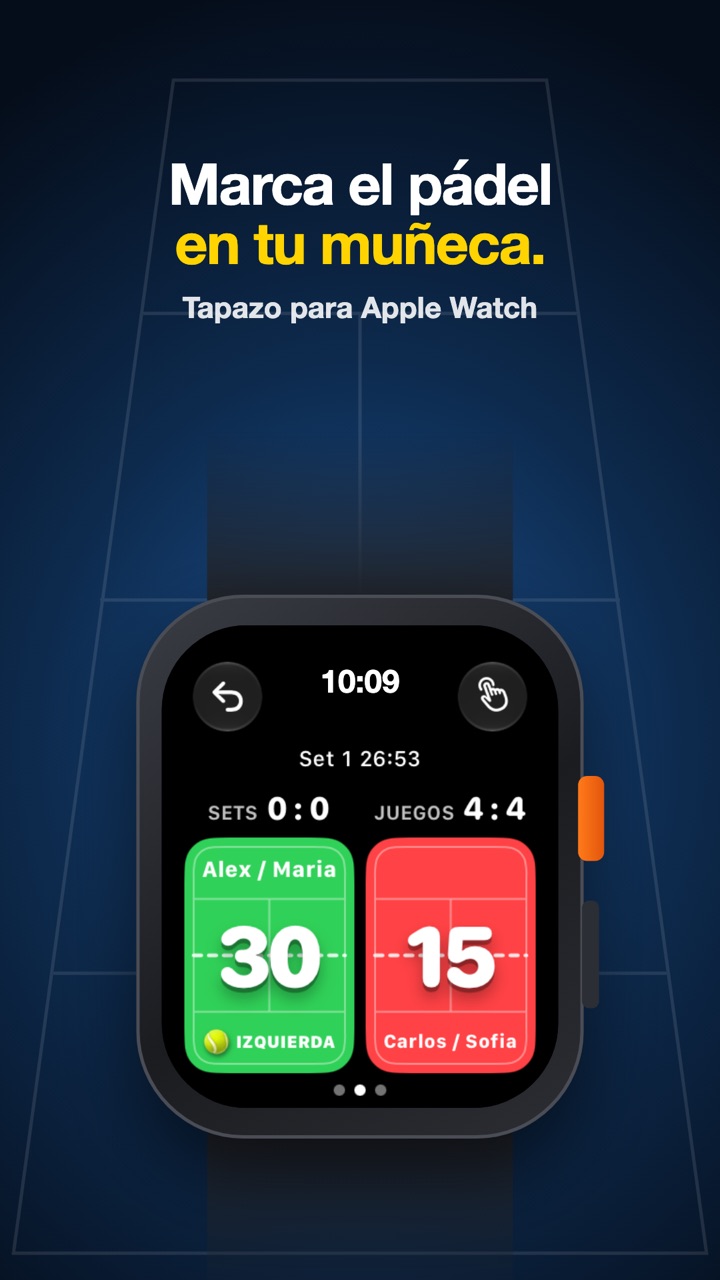 Marca el pádel
en tu muñeca.
Tapazo para Apple Watch
10:09
Set 1 26:53
SETS 0:0 JUEGOS 4:4
Alex / Maria
30 15
IZQUIERDA Carlos / Sofia